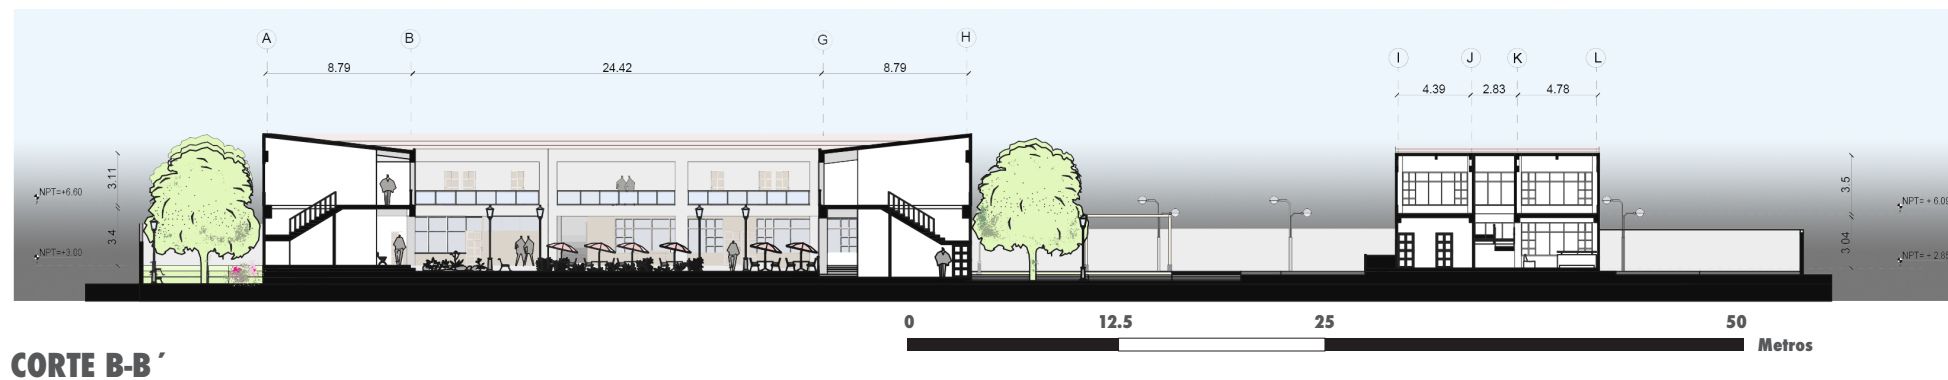 A B G H
I J K L
8.79 24.42 8.79
4.39 2.83 4.78
3.11
3.4
NPT=+6.60
NPT=+3.00
3.5
3.04
NPT= + 6.09
NPT= + 2.65
0 12.5 25 50
Metros
CORTE B-B ´